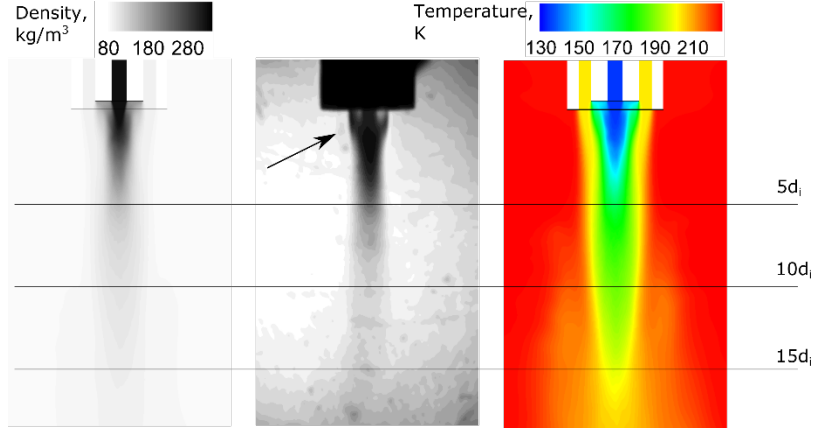 Density,
kg/m³
80 180 280
Temperature,
K
130 150 170 190 210
5dᵢ
10dᵢ
15dᵢ